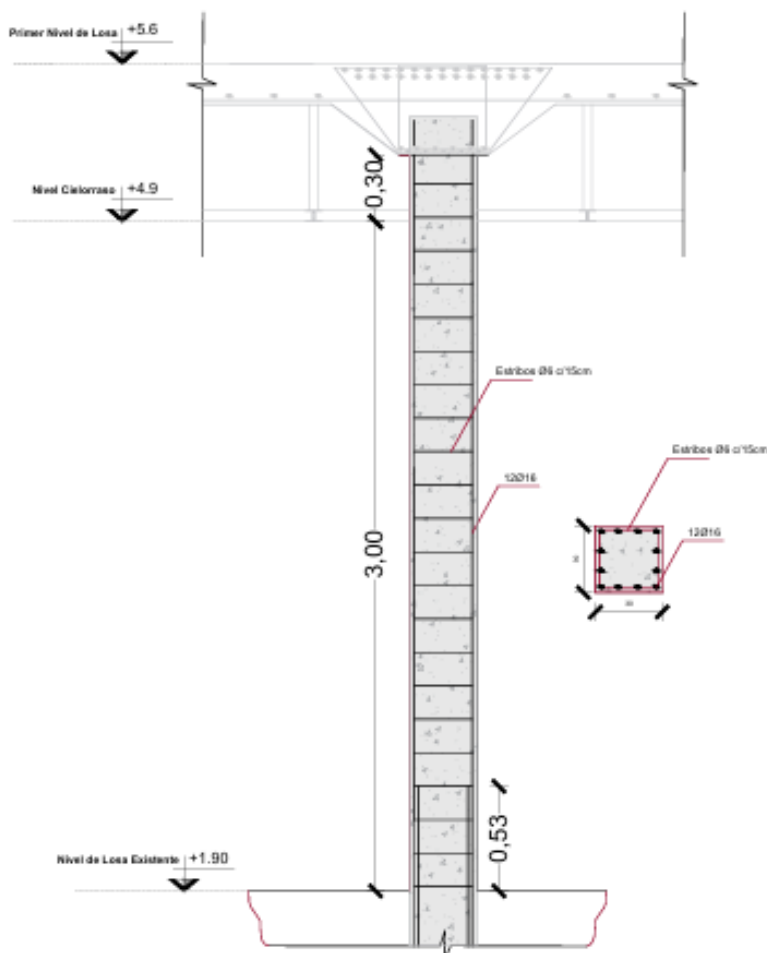 Primer Nivel de Losa +5.6
0,30
Nivel Cielorraso +4.9
Estribos Ø6 c/15cm
Estribos Ø6 c/15cm
12Ø16
12Ø16
3,00
0,53
Nivel de Losa Existente +1.90